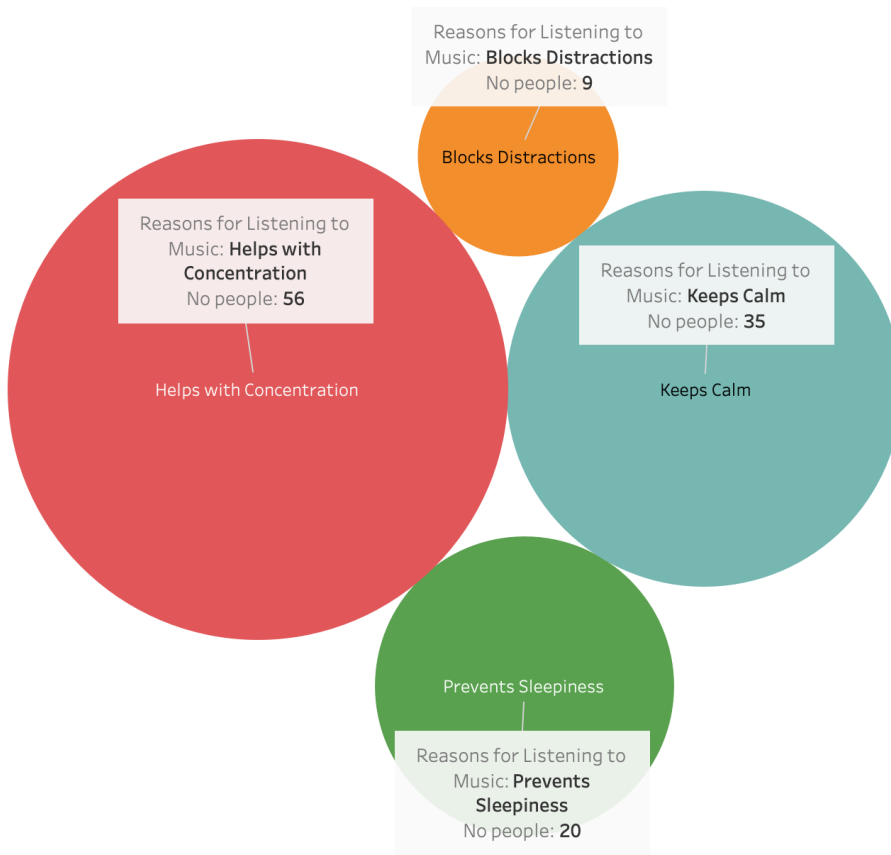 Reasons for Listening to
Music: Blocks Distractions
No people: 9
Blocks Distractions
Reasons for Listening to
Music: Helps with
Concentration
No people: 56
Helps with Concentration
Reasons for Listening to
Music: Keeps Calm
No people: 35
Keeps Calm
Prevents Sleepiness
Reasons for Listening to
Music: Prevents
Sleepiness
No people: 20